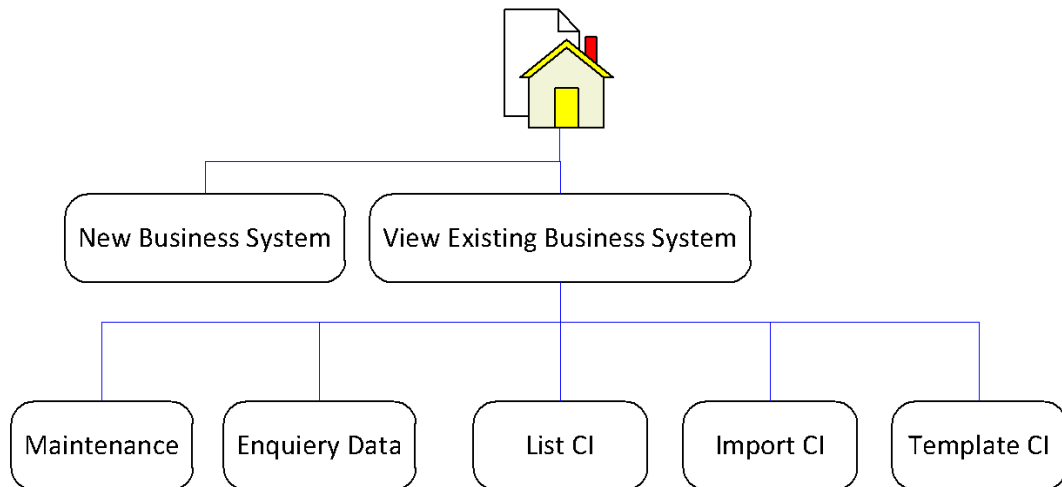 New Business System
View Existing Business System
Maintenance
Enquiery Data
List CI
Import CI
Template CI